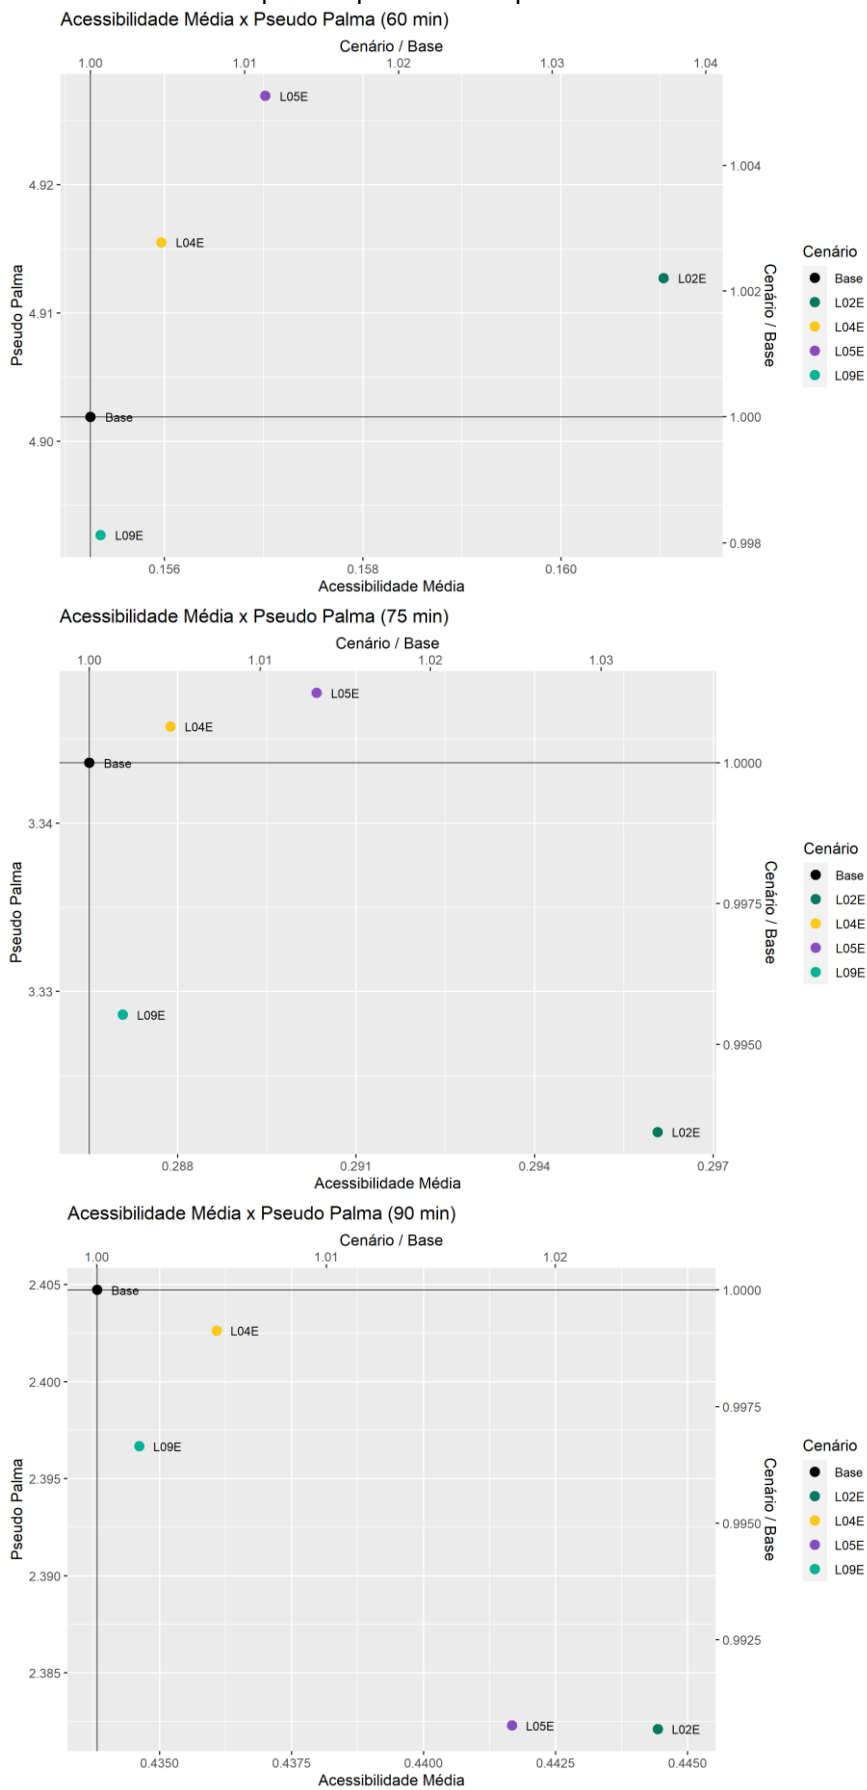 Acessibilidade Média x Pseudo Palma (60 min)
Cenário / Base
1.00 1.01 1.02 1.03 1.04
L05E
1.004
4.92
L04E
Cenário
Base
L02E
1.002
L02E
4.91
L04E
Pseudo Palma
Cenário / Base
L05E
L09E
Base
1.000
4.90
L09E
0.998
0.156 0.158 0.160
Acessibilidade Média
Acessibilidade Média x Pseudo Palma (75 min)
Cenário / Base
1.00 1.01 1.02 1.03
L05E
L04E
Base
1.0000
3.34
Cenário
Base
L02E
0.9975
Pseudo Palma
Cenário / Base
L04E
L05E
L09E
3.33
L09E
0.9950
L02E
0.288 0.291 0.294 0.297
Acessibilidade Média
Acessibilidade Média x Pseudo Palma (90 min)
Cenário / Base
1.00 1.01 1.02
2.405
Base
1.0000
L04E
2.400
0.9975
L09E
Cenário
Base
2.395
L02E
Pseudo Palma
Cenário / Base
0.9950
L04E
L05E
L09E
2.390
0.9925
2.385
L05E
L02E
0.4350 0.4375 0.4400 0.4425 0.4450
Acessibilidade Média